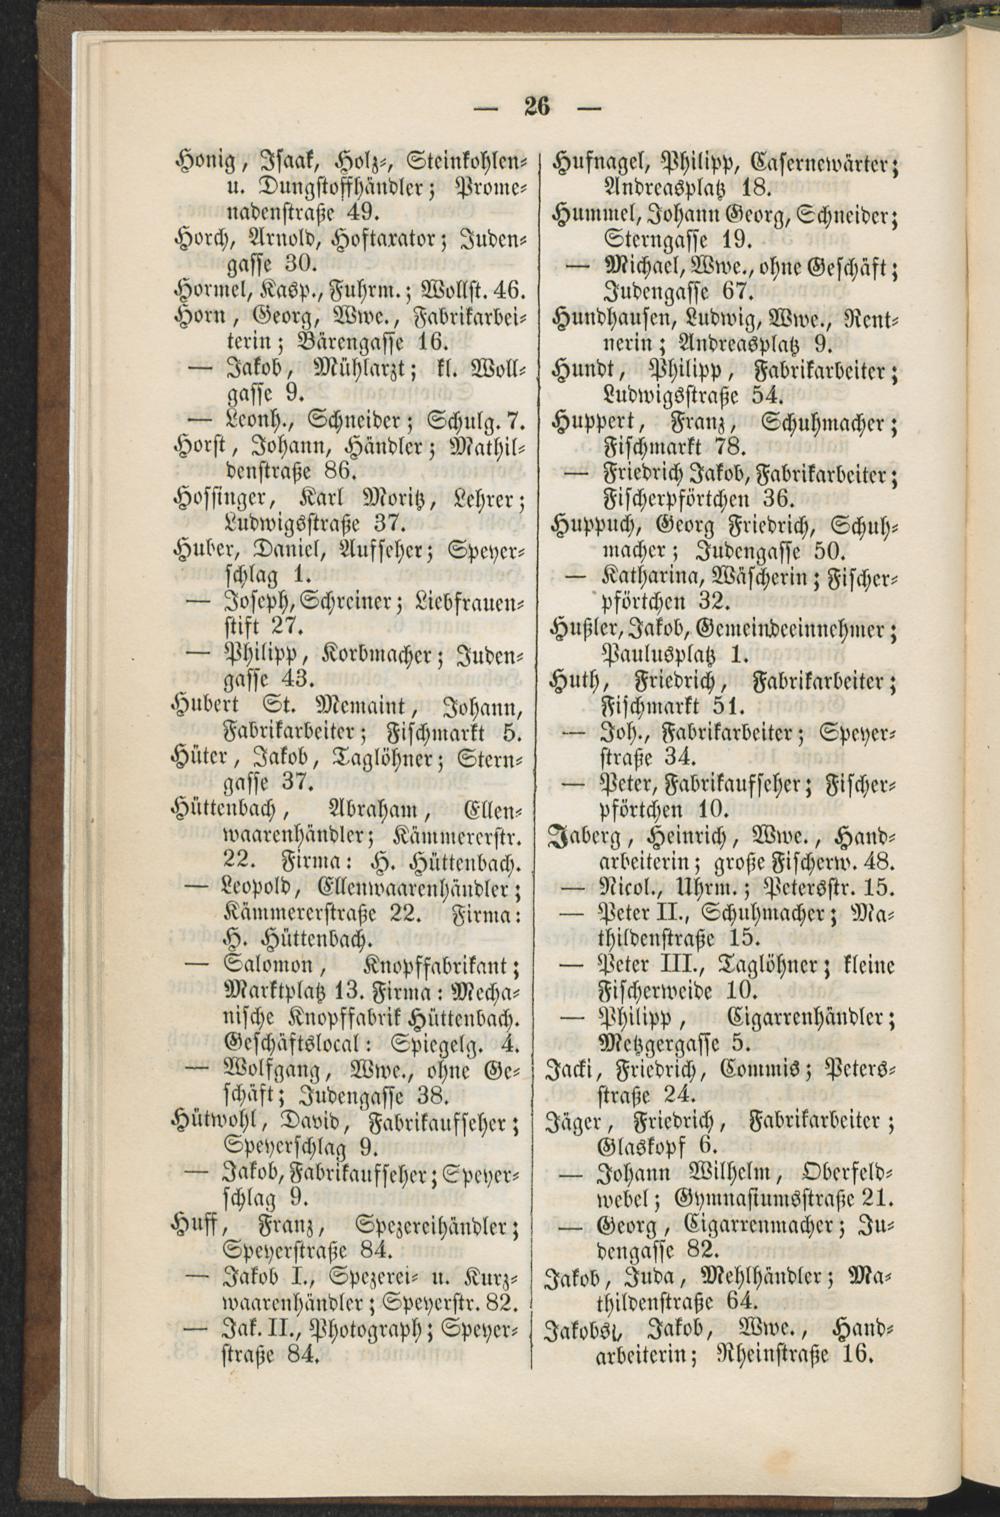 — 26 —
Honig, Isaak, Holz-, Steinkohlen-
u. Dungstoffhändler; Prome-
nadenstraße 49.
Horch, Arnold, Hoftaxator; Juden-
gasse 30.
Hormel, Kasp., Fuhrm.; Wollst. 46.
Horn, Georg, Wwe., Fabrikarbei-
terin; Bärengasse 16.
— Jakob, Mühlarzt; kl. Woll-
gasse 9.
— Leonh., Schneider; Schulg. 7.
Horst, Johann, Händler; Mathil-
denstraße 86.
Hossinger, Karl Moritz, Lehrer;
Ludwigsstraße 37.
Huber, Daniel, Aufseher; Speyer-
schlag 1.
— Joseph, Schreiner; Liebfrauen-
stift 27.
— Philipp, Korbmacher; Juden-
gasse 43.
Hubert St. Memaint, Johann,
Fabrikarbeiter; Fischmarkt 5.
Hüter, Jakob, Taglöhner; Stern-
gasse 37.
Hüttenbach, Abraham, Ellen-
waarenhändler; Kämmererstr.
22. Firma: H. Hüttenbach.
— Leopold, Ellenwaarenhändler;
Kämmererstraße 22. Firma:
H. Hüttenbach.
— Salomon, Knopffabrikant;
Marktplatz 13. Firma: Mecha-
nische Knopffabrik Hüttenbach.
Geschäftslocal: Spiegelg. 4.
— Wolfgang, Wwe., ohne Ge-
schäft; Judengasse 38.
Hütwohl, David, Fabrikaufseher;
Speyerschlag 9.
— Jakob, Fabrikaufseher; Speyer-
schlag 9.
Huff, Franz, Spezereihändler;
Speyerstraße 84.
— Jakob I., Spezerei- u. Kurz-
waarenhändler; Speyerstr. 82.
— Jak. II., Photograph; Speyer-
straße 84.
Hufnagel, Philipp, Casernewärter;
Andreasplatz 18.
Hummel, Johann Georg, Schneider;
Sterngasse 19.
— Michael, Wwe., ohne Geschäft;
Judengasse 67.
Hundhausen, Ludwig, Wwe., Rent-
nerin; Andreasplatz 9.
Hundt, Philipp, Fabrikarbeiter;
Ludwigsstraße 54.
Huppert, Franz, Schuhmacher;
Fischmarkt 78.
— Friedrich Jakob, Fabrikarbeiter;
Fischerpförtchen 36.
Huppuch, Georg Friedrich, Schuh-
macher; Judengasse 50.
— Katharina, Wäscherin; Fischer-
pförtchen 32.
Hußler, Jakob, Gemeindeeinnehmer;
Paulusplatz 1.
Huth, Friedrich, Fabrikarbeiter;
Fischmarkt 51.
— Joh., Fabrikarbeiter; Speyer-
straße 34.
— Peter, Fabrikaufseher; Fischer-
pförtchen 10.
Jaberg, Heinrich, Wwe., Hand-
arbeiterin; große Fischerw. 48.
— Nicol., Uhrm.; Petersstr. 15.
— Peter II., Schuhmacher; Ma-
thildenstraße 15.
— Peter III., Taglöhner; kleine
Fischerweide 10.
— Philipp, Cigarrenhändler;
Metzgergasse 5.
Jacki, Friedrich, Commis; Peters-
straße 24.
Jäger, Friedrich, Fabrikarbeiter;
Glaskopf 6.
— Johann Wilhelm, Oberfeld-
webel; Gymnasiumsstraße 21.
— Georg, Cigarrenmacher; Ju-
dengasse 82.
Jakob, Juda, Mehlhändler; Ma-
thildenstraße 64.
Jakobsi, Jakob, Wwe., Hand-
arbeiterin; Rheinstraße 16.